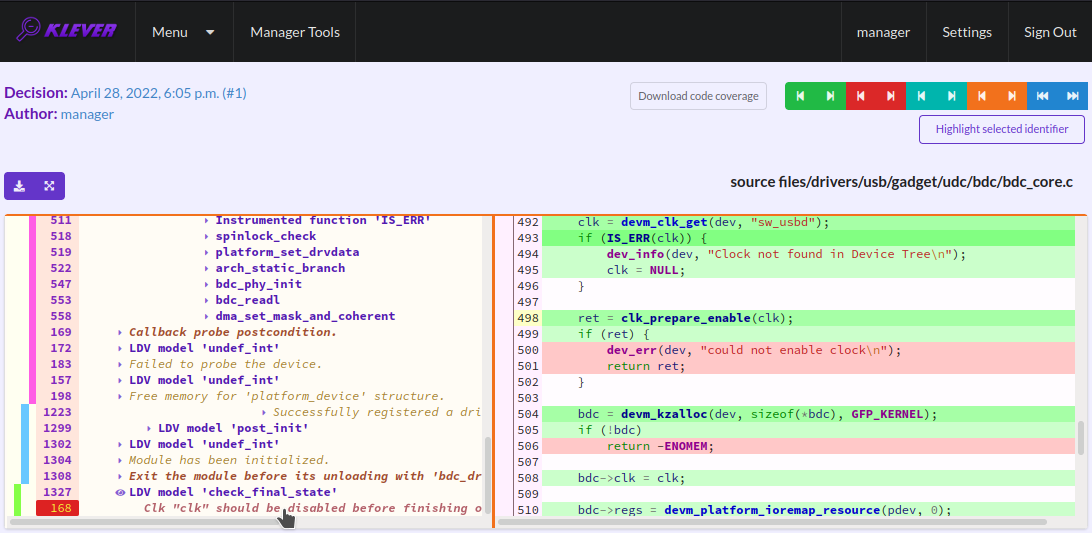 KLEVER
Menu
Manager Tools
manager
Settings
Sign Out
Decision: April 28, 2022, 6:05 p.m. (#1)
Author: manager
Download code coverage
Highlight selected identifier
source files/drivers/usb/gadget/udc/bdc/bdc_core.c
511 Instrumented function 'IS_ERR'
518 spinlock_check
519 platform_set_drvdata
522 arch_static_branch
547 bdc_phy_init
553 bdc_readl
558 dma_set_mask_and_coherent
169 Callback probe postcondition.
172 LDV model 'undef_int'
183 Failed to probe the device.
157 LDV model 'undef_int'
198 Free memory for 'platform_device' structure.
1223 Successfully registered a dri
1299 LDV model 'post_init'
1302 LDV model 'undef_int'
1304 Module has been initialized.
1308 Exit the module before its unloading with 'bdc_dr
1327 LDV model 'check_final_state'
168 Clk "clk" should be disabled before finishing o
492 clk = devm_clk_get(dev, "sw_usbd");
493 if (IS_ERR(clk)) {
494 dev_info(dev, "Clock not found in Device Tree\n");
495 clk = NULL;
496 }
497
498 ret = clk_prepare_enable(clk);
499 if (ret) {
500 dev_err(dev, "could not enable clock\n");
501 return ret;
502 }
503
504 bdc = devm_kzalloc(dev, sizeof(*bdc), GFP_KERNEL);
505 if (!bdc)
506 return -ENOMEM;
507
508 bdc->clk = clk;
509
510 bdc->regs = devm_platform_ioremap_resource(pdev, 0);